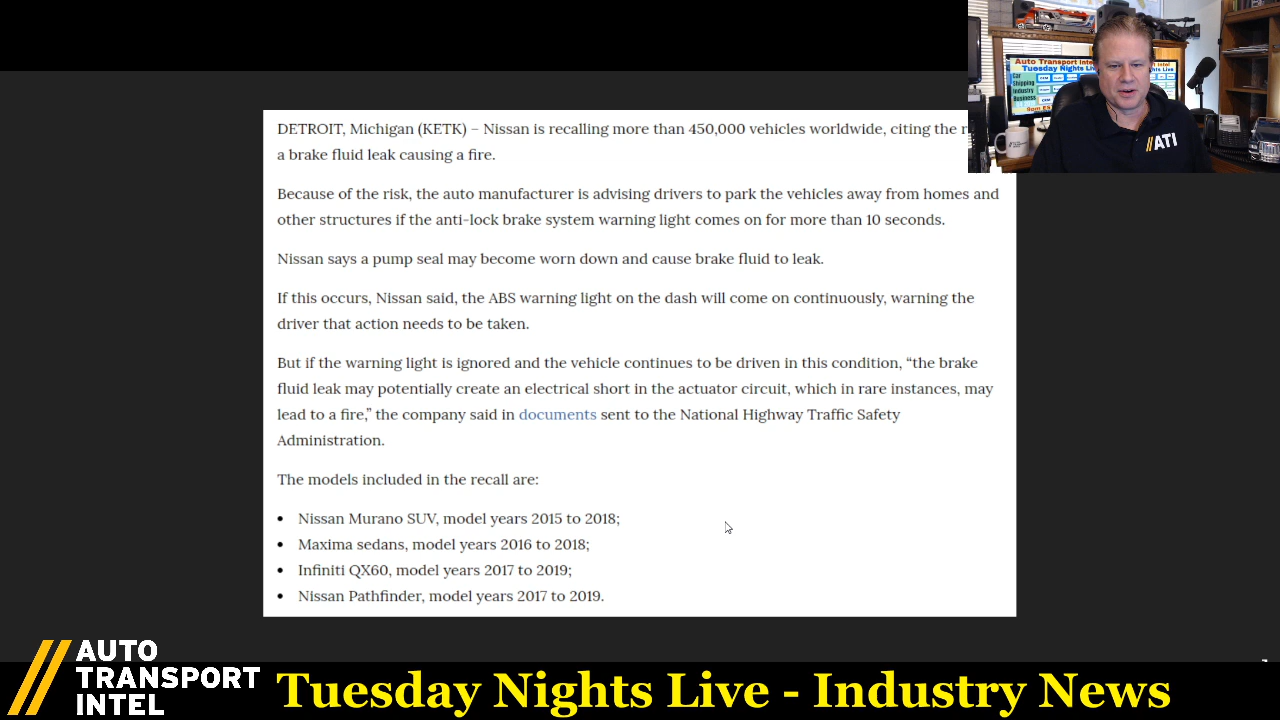 DETROIT, Michigan (KETK) – Nissan is recalling more than 450,000 vehicles worldwide, citing the
a brake fluid leak causing a fire.
Because of the risk, the auto manufacturer is advising drivers to park the vehicles away from homes and
other structures if the anti-lock brake system warning light comes on for more than 10 seconds.
Nissan says a pump seal may become worn down and cause brake fluid to leak.
If this occurs, Nissan said, the ABS warning light on the dash will come on continuously, warning the
driver that action needs to be taken.
But if the warning light is ignored and the vehicle continues to be driven in this condition, “the brake
fluid leak may potentially create an electrical short in the actuator circuit, which in rare instances, may
lead to a fire,” the company said in documents sent to the National Highway Traffic Safety
Administration.
The models included in the recall are:
• Nissan Murano SUV, model years 2015 to 2018;
• Maxima sedans, model years 2016 to 2018;
• Infiniti QX60, model years 2017 to 2019;
• Nissan Pathfinder, model years 2017 to 2019.
Auto Transport Inte
Tuesday Nights Liv
Car
Shipping
Industry
Business
ATI
AUTO
TRANSPORT
INTEL
Tuesday Nights Live - Industry News